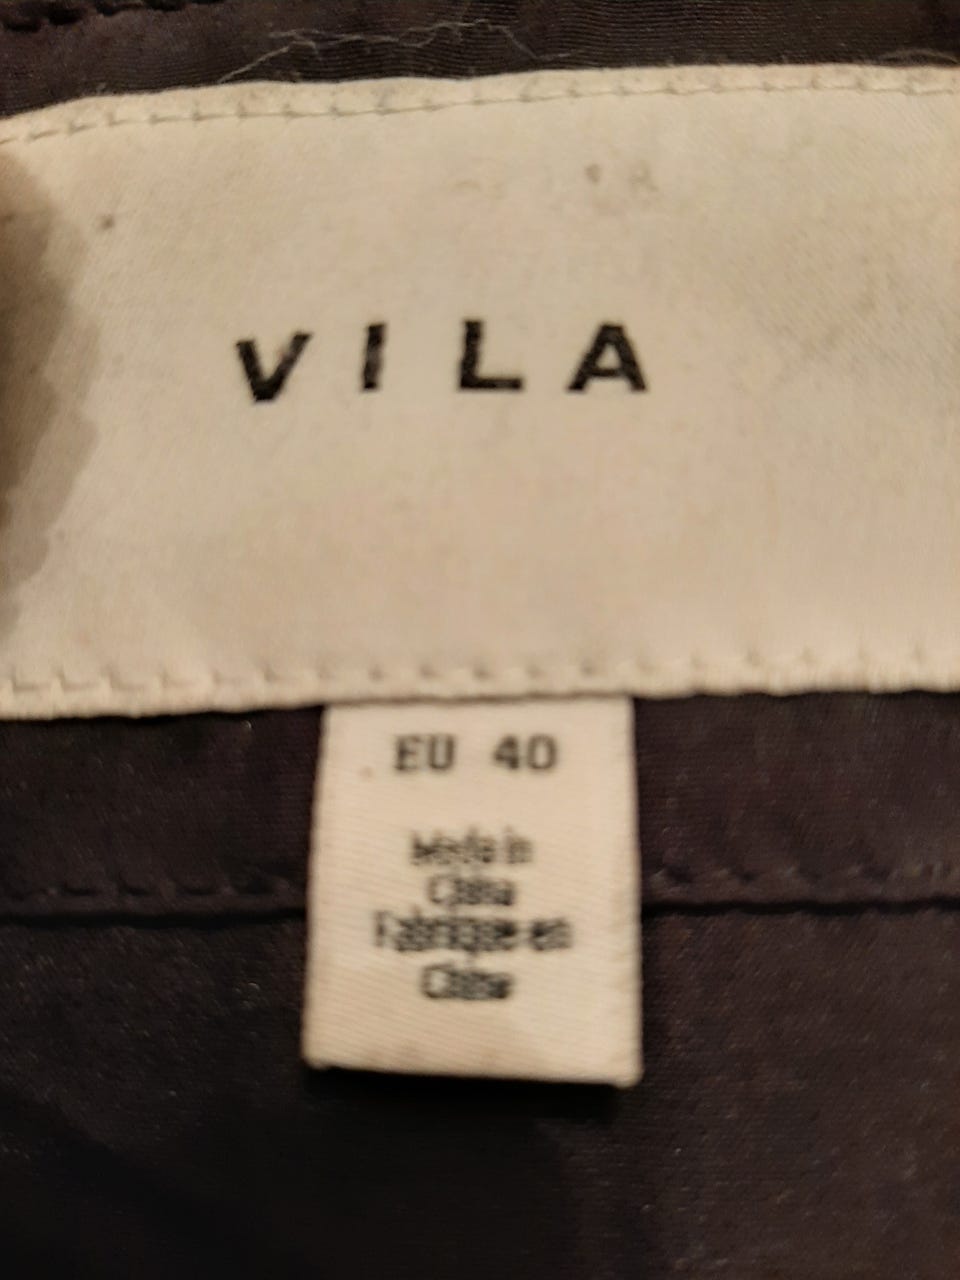 VILA
EU 40
Made in
China
Fabriqué en
Chine